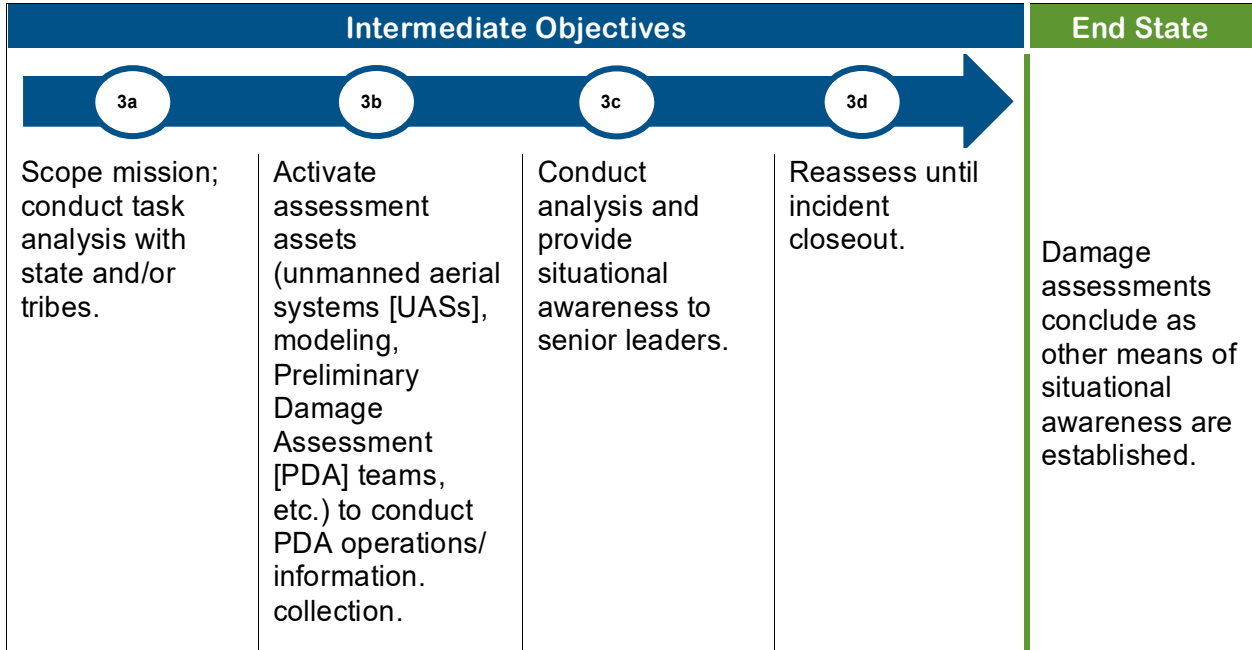 Intermediate Objectives
End State
3a
3b
3c
3d
Scope mission;
conduct task
analysis with
state and/or
tribes.
Activate
assessment
assets
(unmanned aerial
systems [UASs],
modeling,
Preliminary
Damage
Assessment
[PDA] teams,
etc.) to conduct
PDA operations/
information.
collection.
Conduct
analysis and
provide
situational
awareness to
senior leaders.
Reassess until
incident
closeout.
Damage
assessments
conclude as
other means of
situational
awareness are
established.